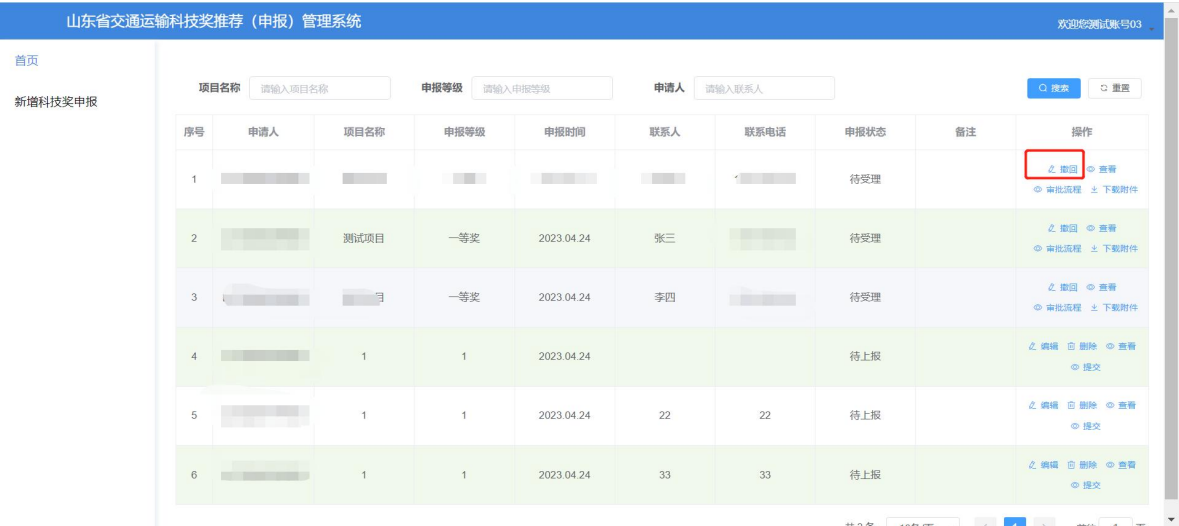 山东省交通运输科技奖推荐（申报）管理系统
欢迎您测试账号03
首页
新增科技奖申报
项目名称 请输入项目名称 申报等级 请输入申报等级 申请人 请输入联系人 搜索 重置
序号 申请人 项目名称 申报等级 申报时间 联系人 联系电话 申报状态 备注 操作
1 待受理 撤回 查看
审批流程 下载附件
2 测试项目 一等奖 2023.04.24 张三 待受理 撤回 查看
审批流程 下载附件
3 目 一等奖 2023.04.24 李四 待受理 撤回 查看
审批流程 下载附件
4 1 1 2023.04.24 待上报 编辑 删除 查看
提交
5 1 1 2023.04.24 22 22 待上报 编辑 删除 查看
提交
6 1 1 2023.04.24 33 33 待上报 编辑 删除 查看
提交